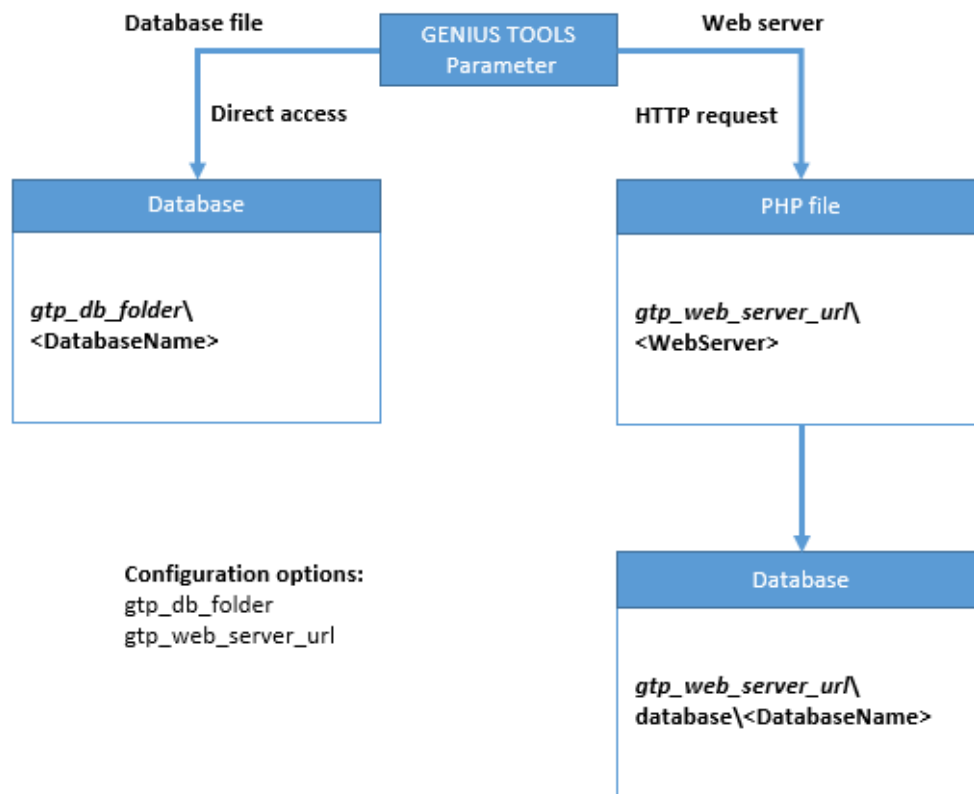 Database file
GENIUS TOOLS
Parameter
Web server
Direct access
HTTP request
Database
gtp_db_folder\
<DatabaseName>
PHP file
gtp_web_server_url\
<WebServer>
Configuration options:
gtp_db_folder
gtp_web_server_url
Database
gtp_web_server_url\
database\<DatabaseName>